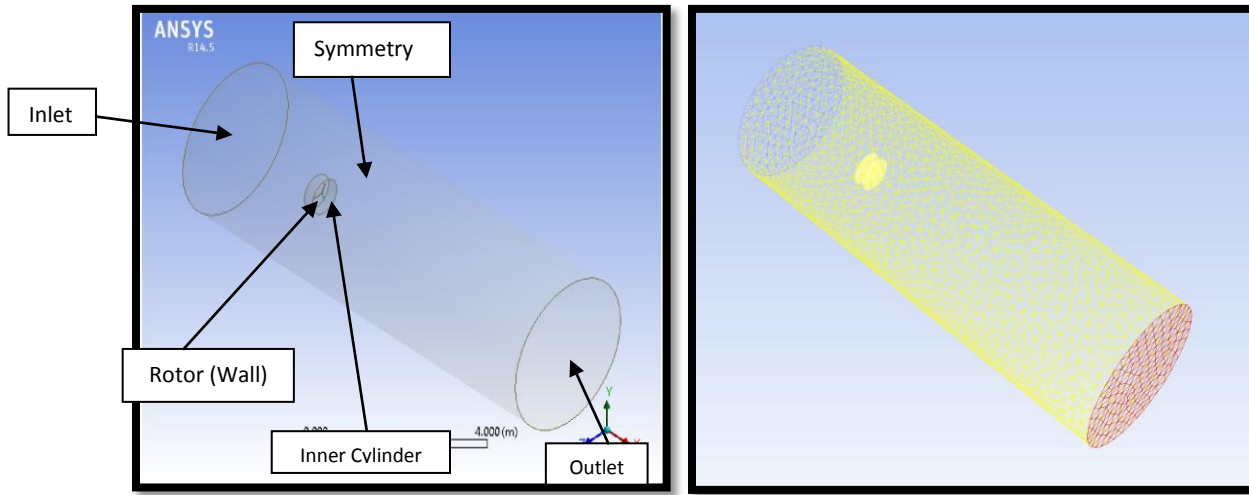 ANSYS
R14.5
Symmetry
Inlet
Rotor (Wall)
Inner Cylinder
Outlet
4.000 (m)
Y